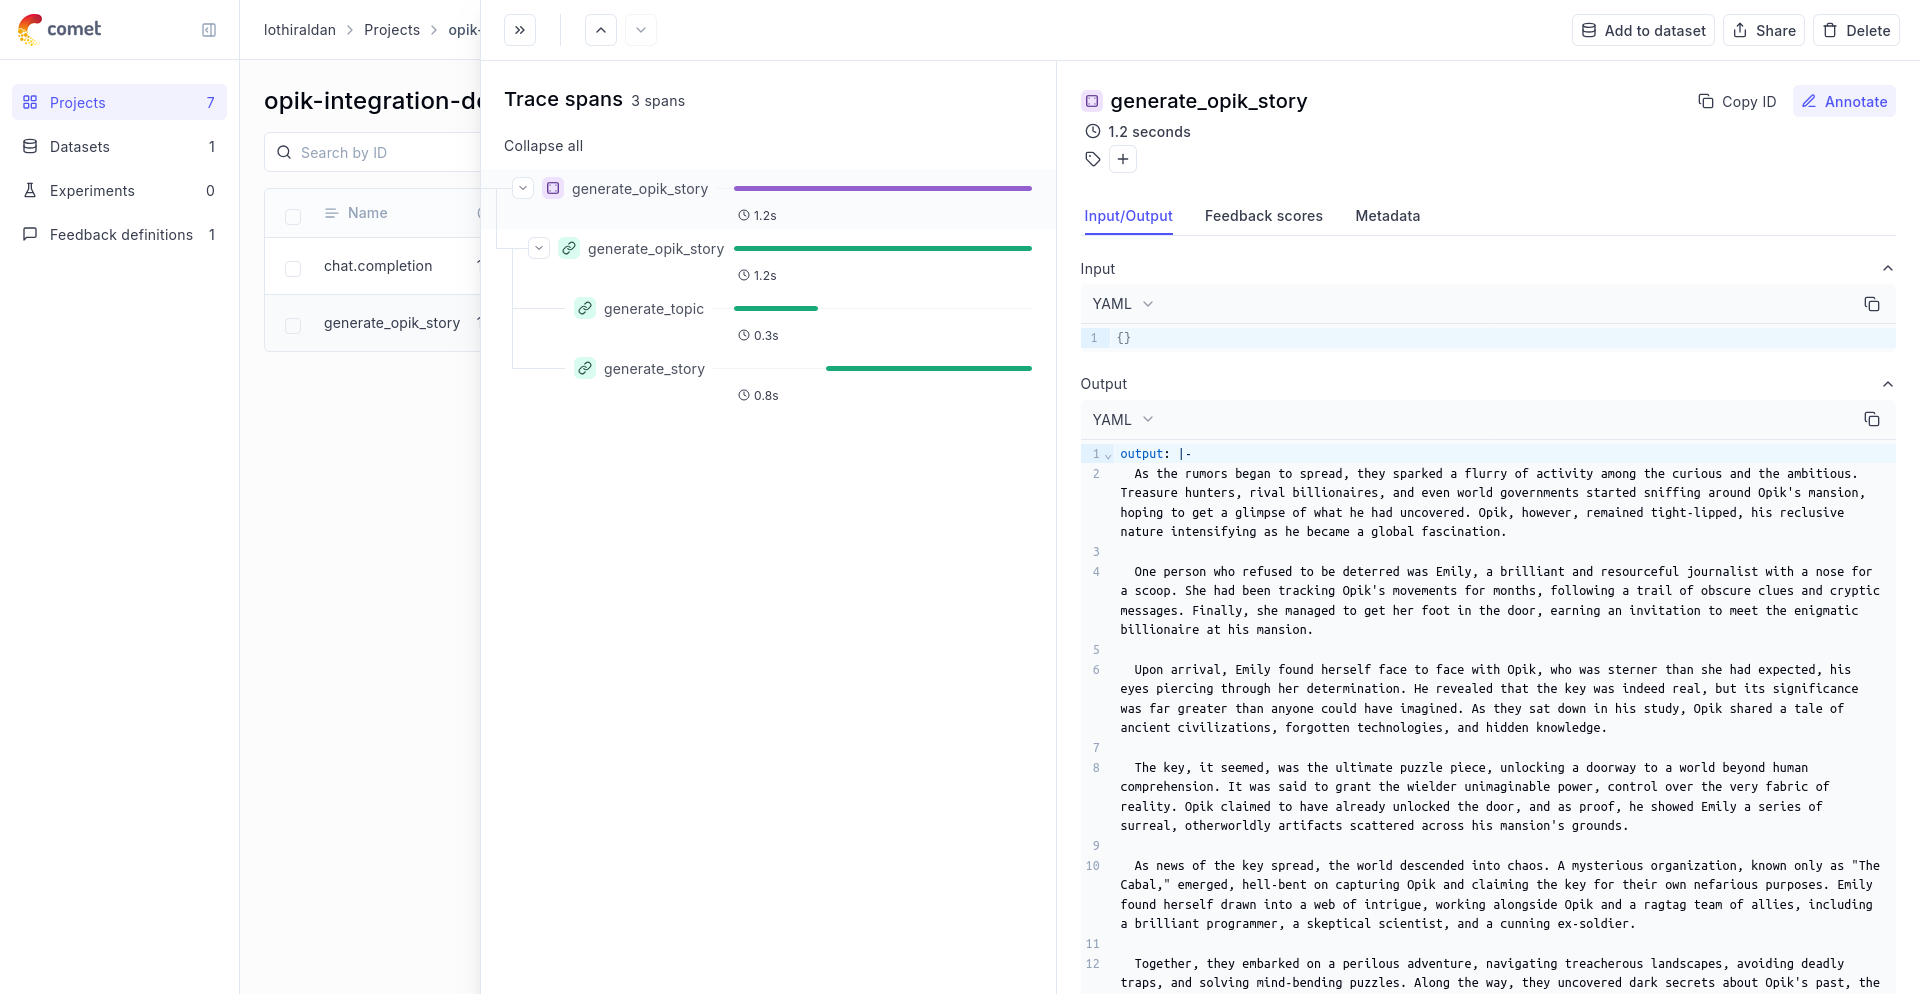 comet
Projects 7
Datasets 1
Experiments 0
Feedback definitions 1
lothiraldan > Projects > opik-
opik-integration-de
Search by ID
Name
chat.completion
generate_opik_story
Add to dataset
Share
Delete
Trace spans 3 spans
Collapse all
generate_opik_story
1.2s
generate_opik_story
1.2s
generate_topic
0.3s
generate_story
0.8s
generate_opik_story
Copy ID
Annotate
1.2 seconds
Input/Output Feedback scores Metadata
Input
YAML
1 {}
Output
YAML
1 output: |-
2 As the rumors began to spread, they sparked a flurry of activity among the curious and the ambitious.
Treasure hunters, rival billionaires, and even world governments started sniffing around Opik's mansion,
hoping to get a glimpse of what he had uncovered. Opik, however, remained tight-lipped, his reclusive
nature intensifying as he became a global fascination.
3
4 One person who refused to be deterred was Emily, a brilliant and resourceful journalist with a nose for
a scoop. She had been tracking Opik's movements for months, following a trail of obscure clues and cryptic
messages. Finally, she managed to get her foot in the door, earning an invitation to meet the enigmatic
billionaire at his mansion.
5
6 Upon arrival, Emily found herself face to face with Opik, who was sterner than she had expected, his
eyes piercing through her determination. He revealed that the key was indeed real, but its significance
was far greater than anyone could have imagined. As they sat down in his study, Opik shared a tale of
ancient civilizations, forgotten technologies, and hidden knowledge.
7
8 The key, it seemed, was the ultimate puzzle piece, unlocking a doorway to a world beyond human
comprehension. It was said to grant the wielder unimaginable power, control over the very fabric of
reality. Opik claimed to have already unlocked the door, and as proof, he showed Emily a series of
surreal, otherworldly artifacts scattered across his mansion's grounds.
9
10 As news of the key spread, the world descended into chaos. A mysterious organization, known only as "The
Cabal," emerged, hell-bent on capturing Opik and claiming the key for their own nefarious purposes. Emily
found herself drawn into a web of intrigue, working alongside Opik and a ragtag team of allies, including
a brilliant programmer, a skeptical scientist, and a cunning ex-soldier.
11
12 Together, they embarked on a perilous adventure, navigating treacherous landscapes, avoiding deadly
traps, and solving mind-bending puzzles. Along the way, they uncovered dark secrets about Opik's past, the